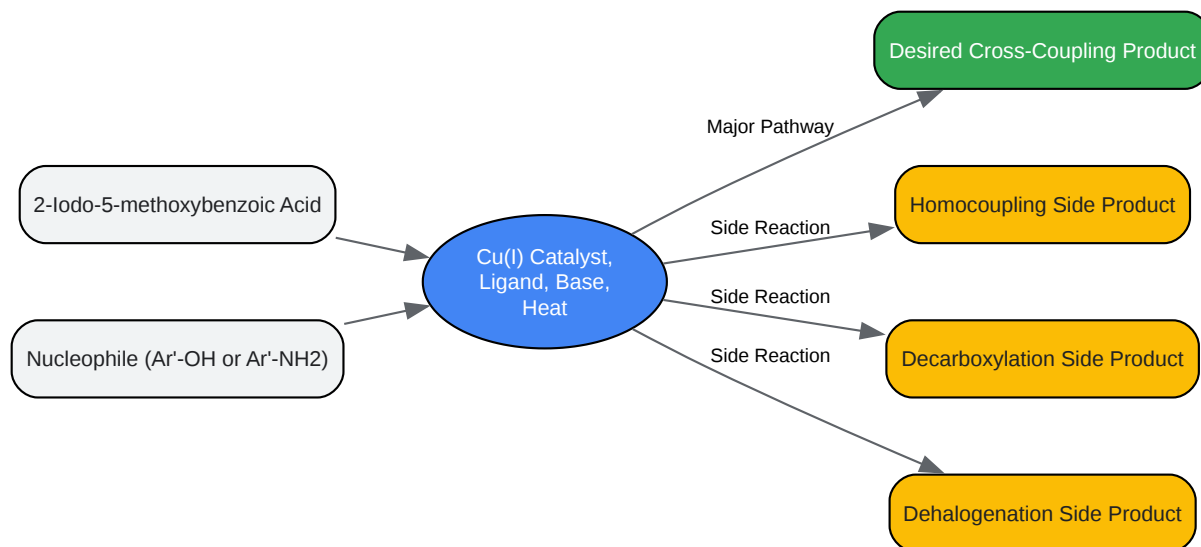 Desired Cross-Coupling Product
Major Pathway
2-Iodo-5-methoxybenzoic Acid
Homocoupling Side Product
Side Reaction
Cu(I) Catalyst,
Ligand, Base,
Heat
Side Reaction
Nucleophile (Ar'-OH or Ar'-NH2)
Decarboxylation Side Product
Side Reaction
Dehalogenation Side Product